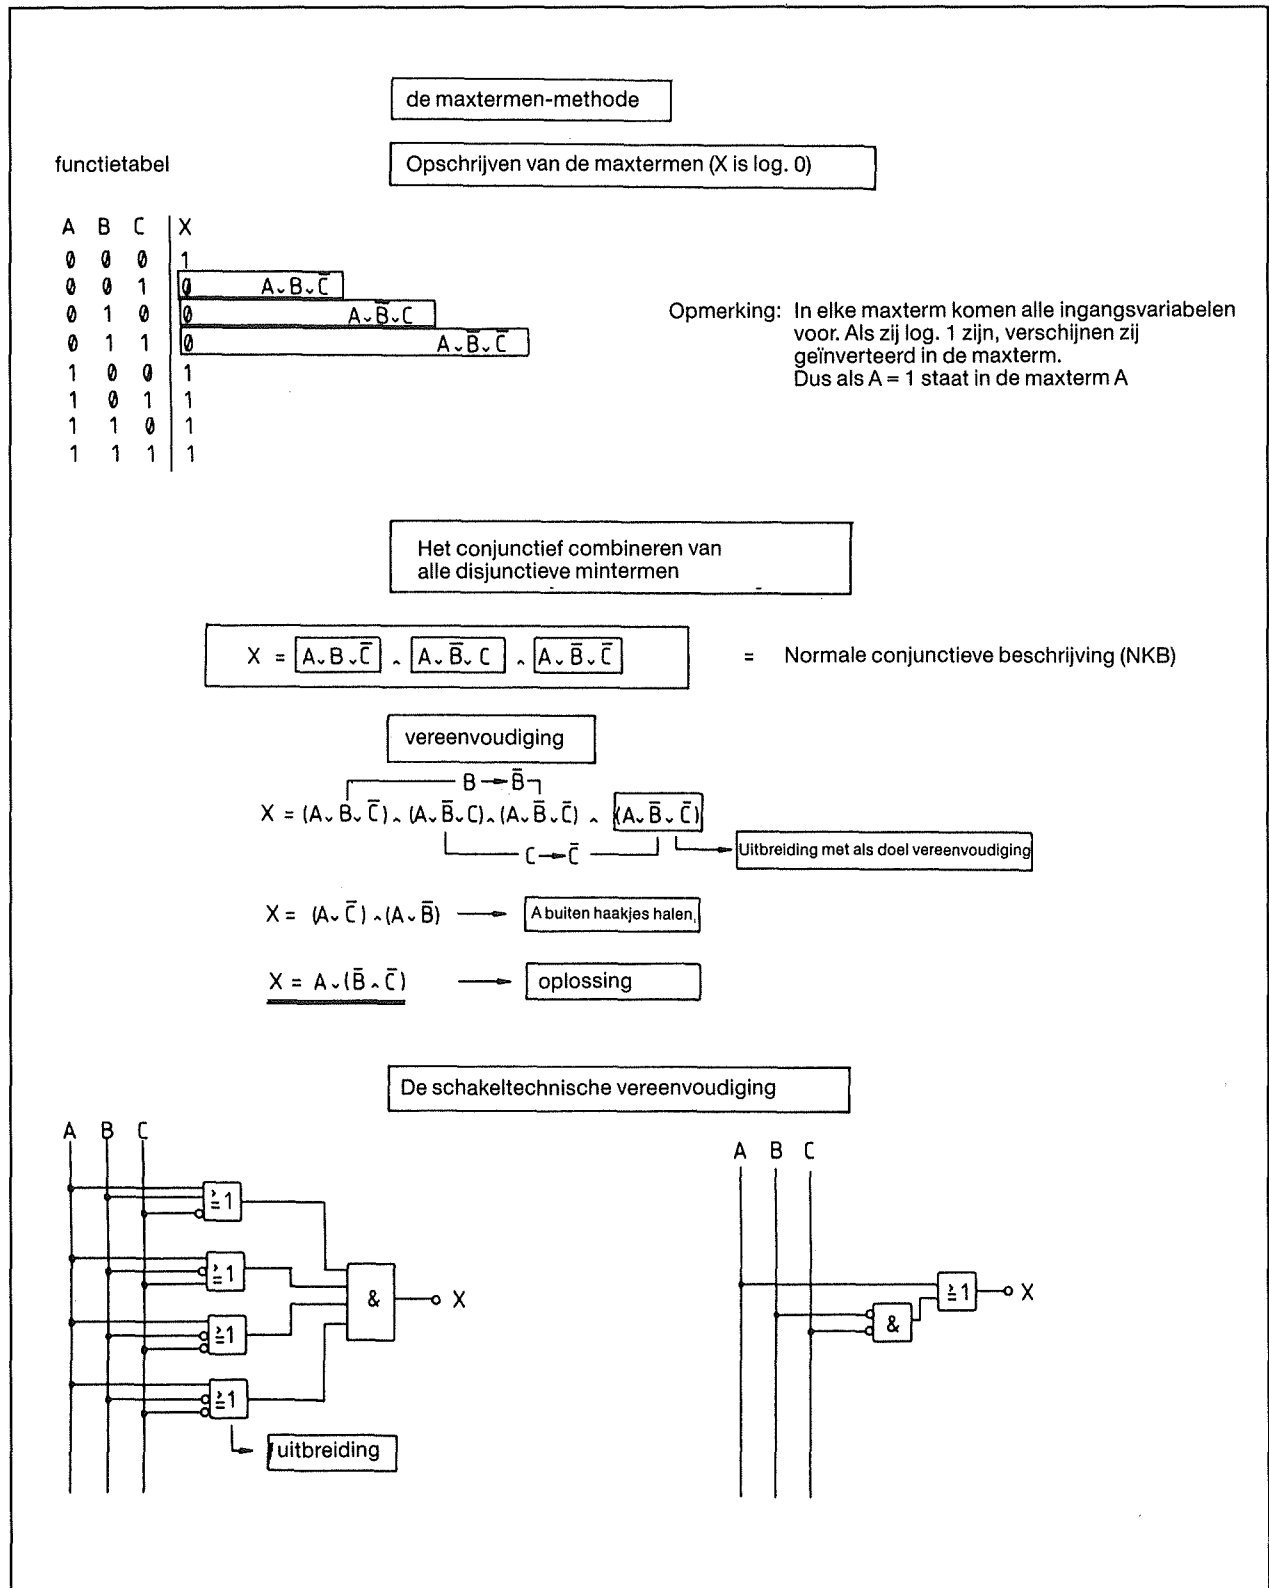 de maxtermen-methode
functietabel
Opschrijven van de maxtermen (X is log. 0)
A B C X
0 0 0 1
0 0 1 0 A ∨ B ∨ C̅
0 1 0 0 A ∨ B̅ ∨ C
0 1 1 0 A ∨ B̅ ∨ C̅
1 0 0 1
1 0 1 1
1 1 0 1
1 1 1 1
Opmerking: In elke maxterm komen alle ingangsvariabelen
voor. Als zij log. 1 zijn, verschijnen zij
geïnverteerd in de maxterm.
Dus als A = 1 staat in de maxterm A
Het conjunctief combineren van
alle disjunctieve mintermen
X = A ∨ B ∨ C̅ ∧ A ∨ B̅ ∨ C ∧ A ∨ B̅ ∨ C̅ = Normale conjunctieve beschrijving (NKB)
vereenvoudiging
B → B̅
X = (A ∨ B ∨ C̅) ∧ (A ∨ B̅ ∨ C) ∧ (A ∨ B̅ ∨ C̅) ∧ (A ∨ B̅ ∨ C̅)
C → C̅
Uitbreiding met als doel vereenvoudiging
X = (A ∨ C̅) ∧ (A ∨ B̅) → A buiten haakjes halen
X = A ∨ (B̅ ∧ C̅) → oplossing
De schakeltechnische vereenvoudiging
A B C
≥1
≥1
≥1
≥1
& X
uitbreiding
A B C
≥1 X
&